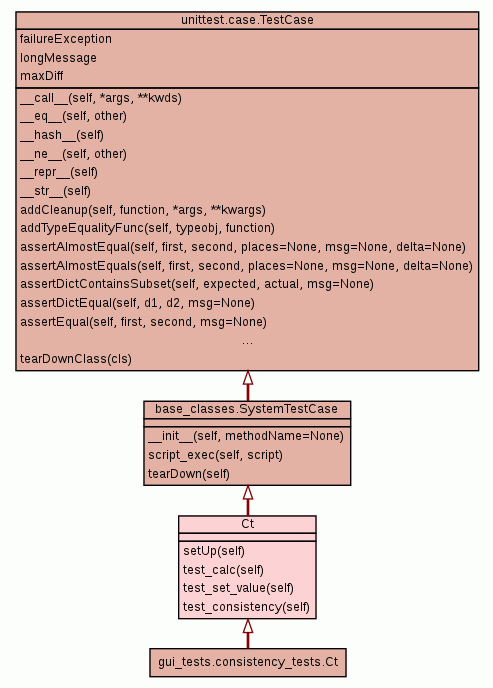 unittest.case.TestCase
failureException
longMessage
maxDiff
__call__(self, *args, **kwds)
__eq__(self, other)
__hash__(self)
__ne__(self, other)
__repr__(self)
__str__(self)
addCleanup(self, function, *args, **kwargs)
addTypeEqualityFunc(self, typeobj, function)
assertAlmostEqual(self, first, second, places=None, msg=None, delta=None)
assertAlmostEquals(self, first, second, places=None, msg=None, delta=None)
assertDictContainsSubset(self, expected, actual, msg=None)
assertDictEqual(self, d1, d2, msg=None)
assertEqual(self, first, second, msg=None)
...
tearDownClass(cls)
base_classes.SystemTestCase
__init__(self, methodName=None)
script_exec(self, script)
tearDown(self)
Ct
setUp(self)
test_calc(self)
test_set_value(self)
test_consistency(self)
gui_tests.consistency_tests.Ct